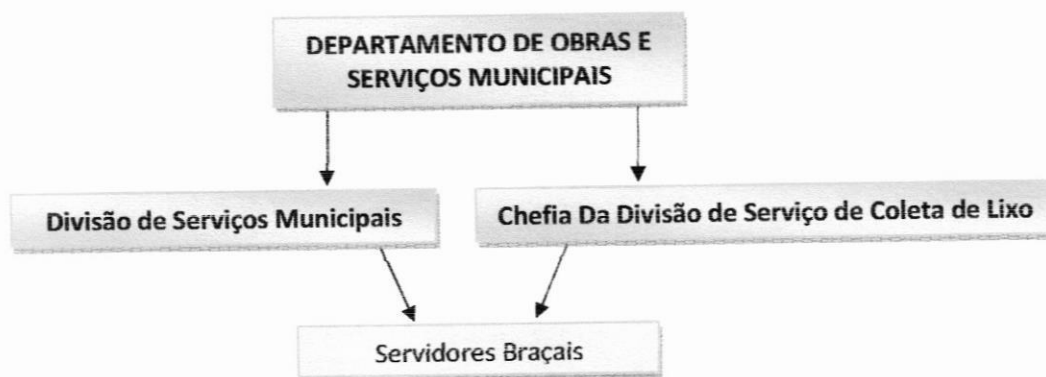 DEPARTAMENTO DE OBRAS E
SERVIÇOS MUNICIPAIS
Divisão de Serviços Municipais
Chefia Da Divisão de Serviço de Coleta de Lixo
Servidores Braçais